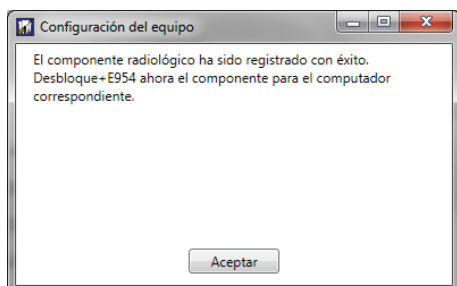 Configuración del equipo
El componente radiológico ha sido registrado con éxito.
Desbloque+E954 ahora el componente para el computador
correspondiente.
Aceptar